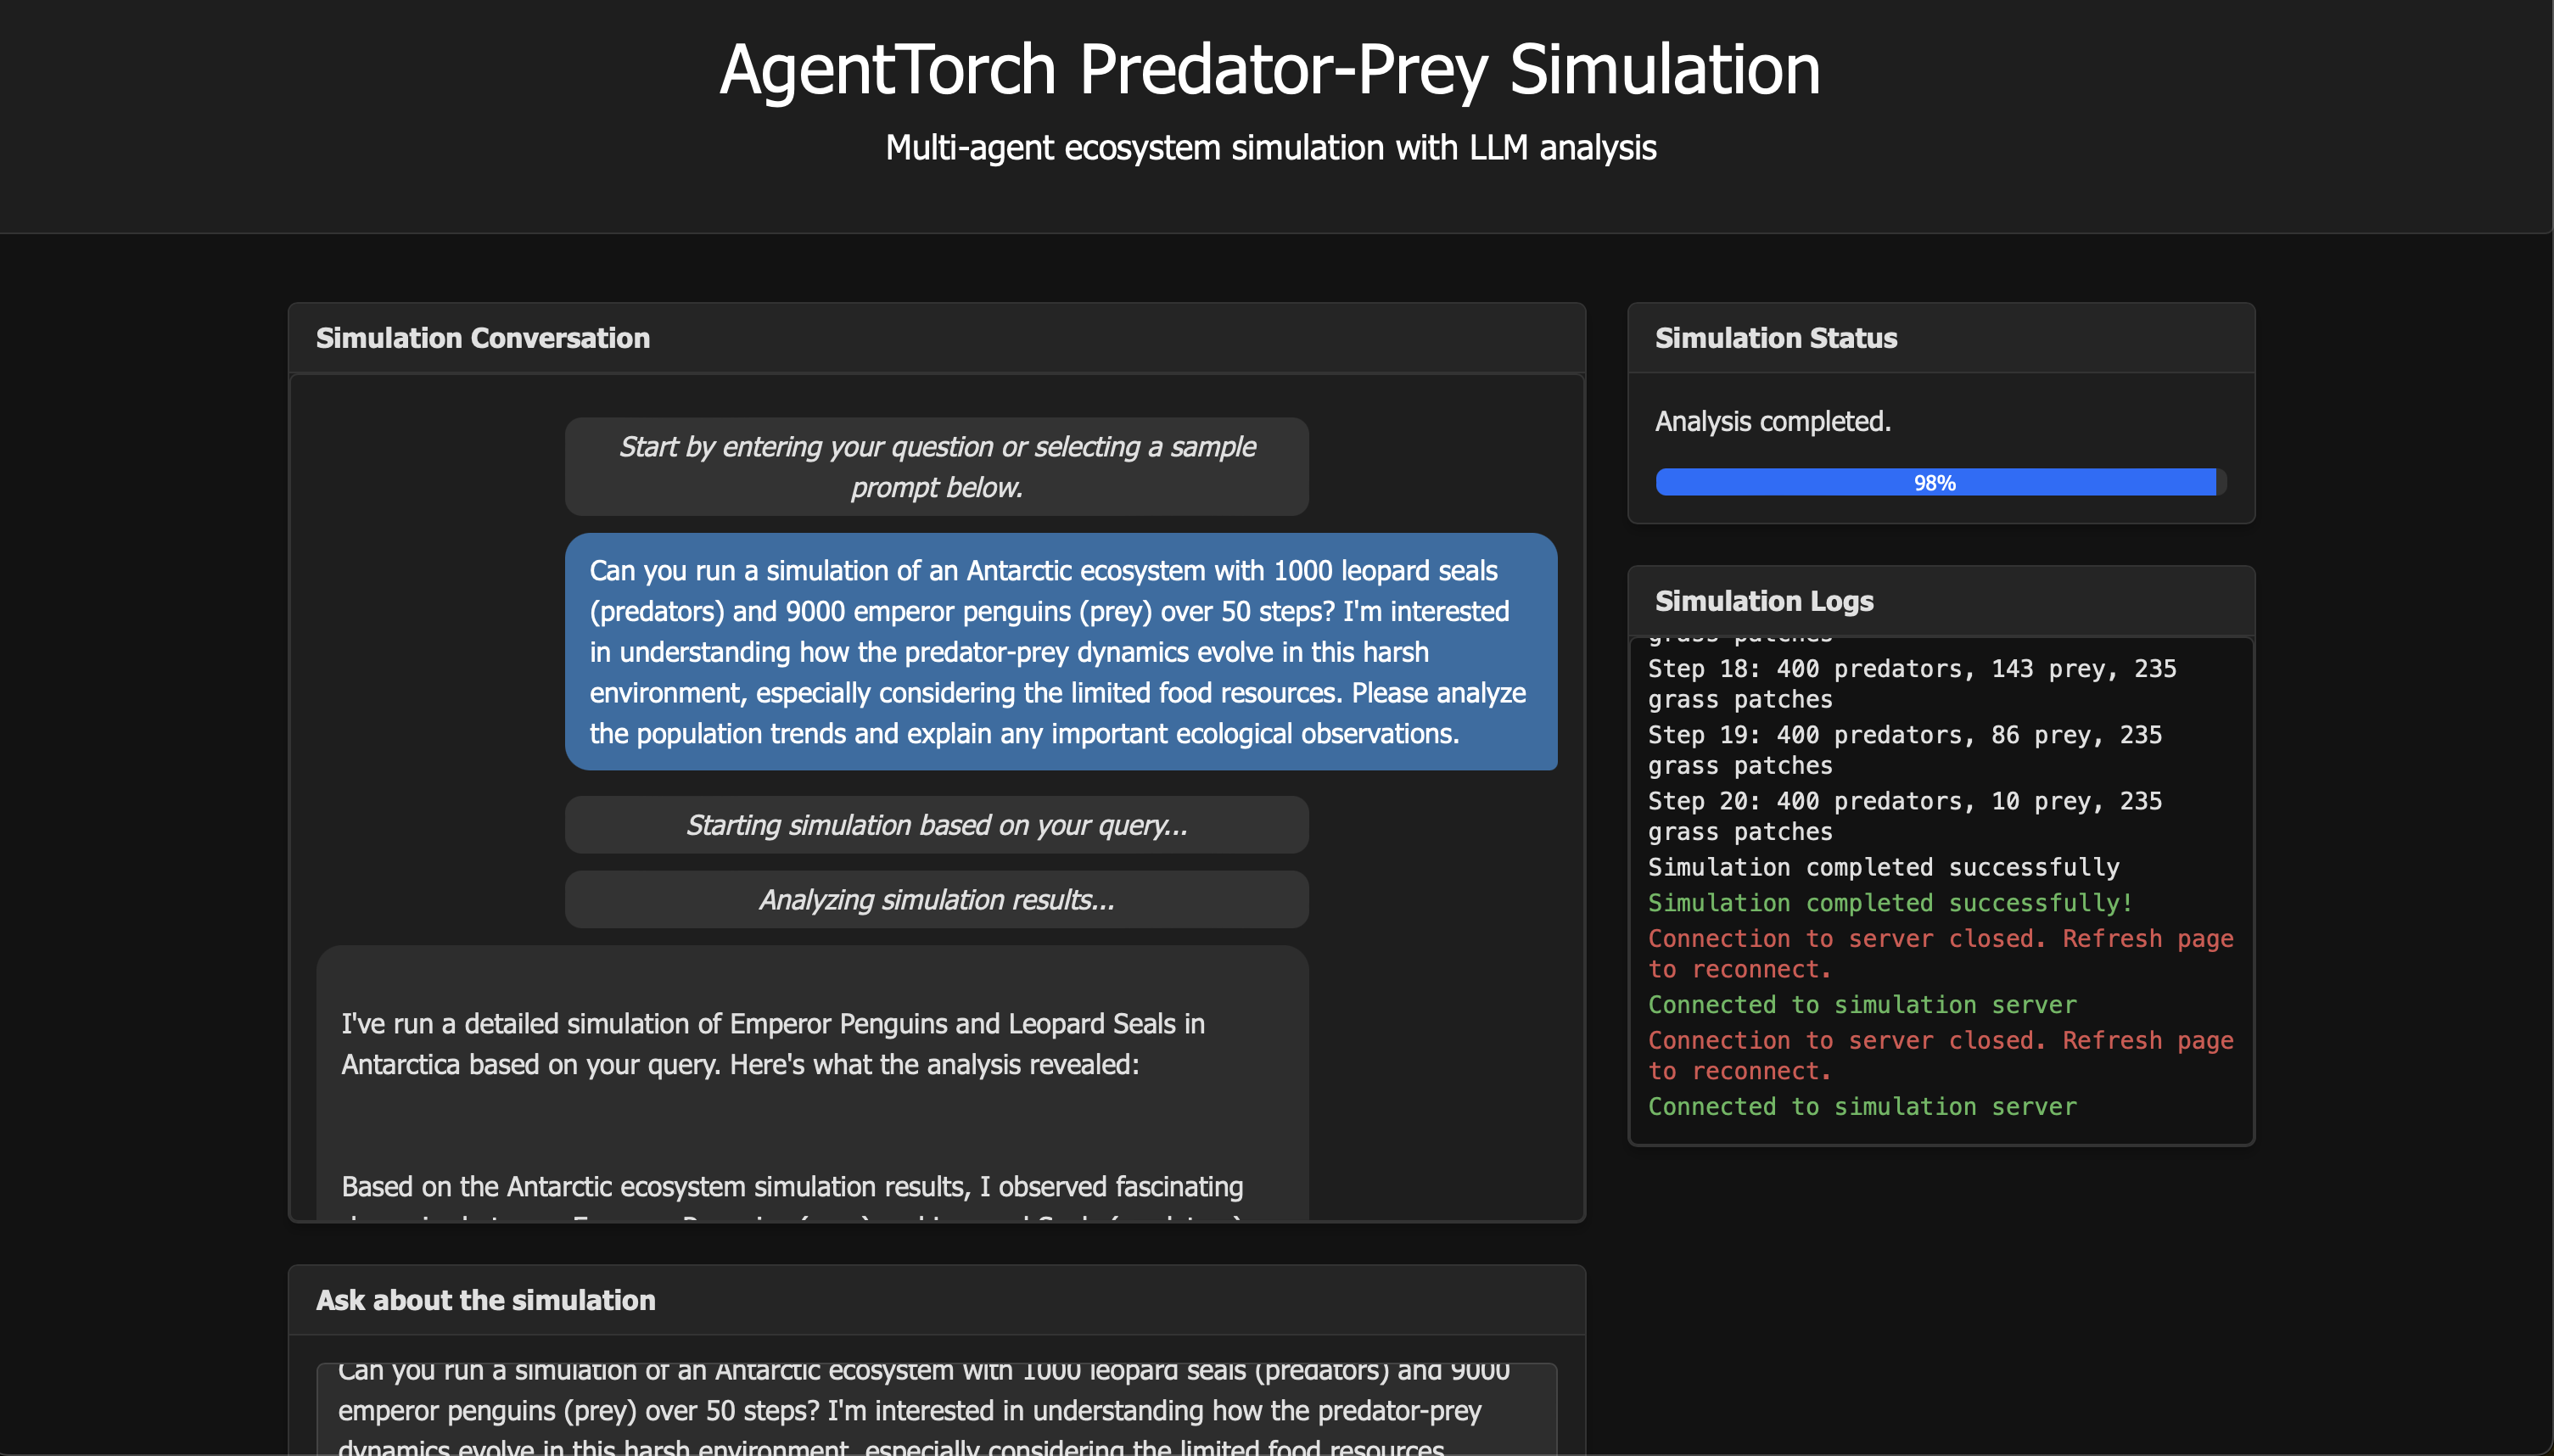 AgentTorch Predator-Prey Simulation
Multi-agent ecosystem simulation with LLM analysis
Simulation Conversation
Start by entering your question or selecting a sample
prompt below.
Can you run a simulation of an Antarctic ecosystem with 1000 leopard seals
(predators) and 9000 emperor penguins (prey) over 50 steps? I'm interested
in understanding how the predator-prey dynamics evolve in this harsh
environment, especially considering the limited food resources. Please analyze
the population trends and explain any important ecological observations.
Starting simulation based on your query...
Analyzing simulation results...
I've run a detailed simulation of Emperor Penguins and Leopard Seals in
Antarctica based on your query. Here's what the analysis revealed:
Based on the Antarctic ecosystem simulation results, I observed fascinating
Ask about the simulation
Can you run a simulation of an Antarctic ecosystem with 1000 leopard seals (predators) and 9000
emperor penguins (prey) over 50 steps? I'm interested in understanding how the predator-prey
dynamics evolve in this harsh environment, especially considering the limited food resources.
Simulation Status
Analysis completed.
98%
Simulation Logs
grass patches
Step 18: 400 predators, 143 prey, 235
grass patches
Step 19: 400 predators, 86 prey, 235
grass patches
Step 20: 400 predators, 10 prey, 235
grass patches
Simulation completed successfully
Simulation completed successfully!
Connection to server closed. Refresh page
to reconnect.
Connected to simulation server
Connection to server closed. Refresh page
to reconnect.
Connected to simulation server